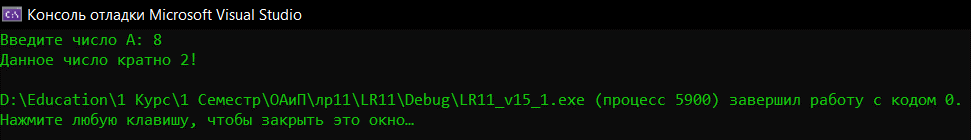 Консоль отладки Microsoft Visual Studio
Введите число A: 8
Данное число кратно 2!
D:\Education\1 Курс\1 Семестр\ОАиП\лр11\LR11\Debug\LR11_v15_1.exe (процесс 5900) завершил работу с кодом 0.
Нажмите любую клавишу, чтобы закрыть это окно…